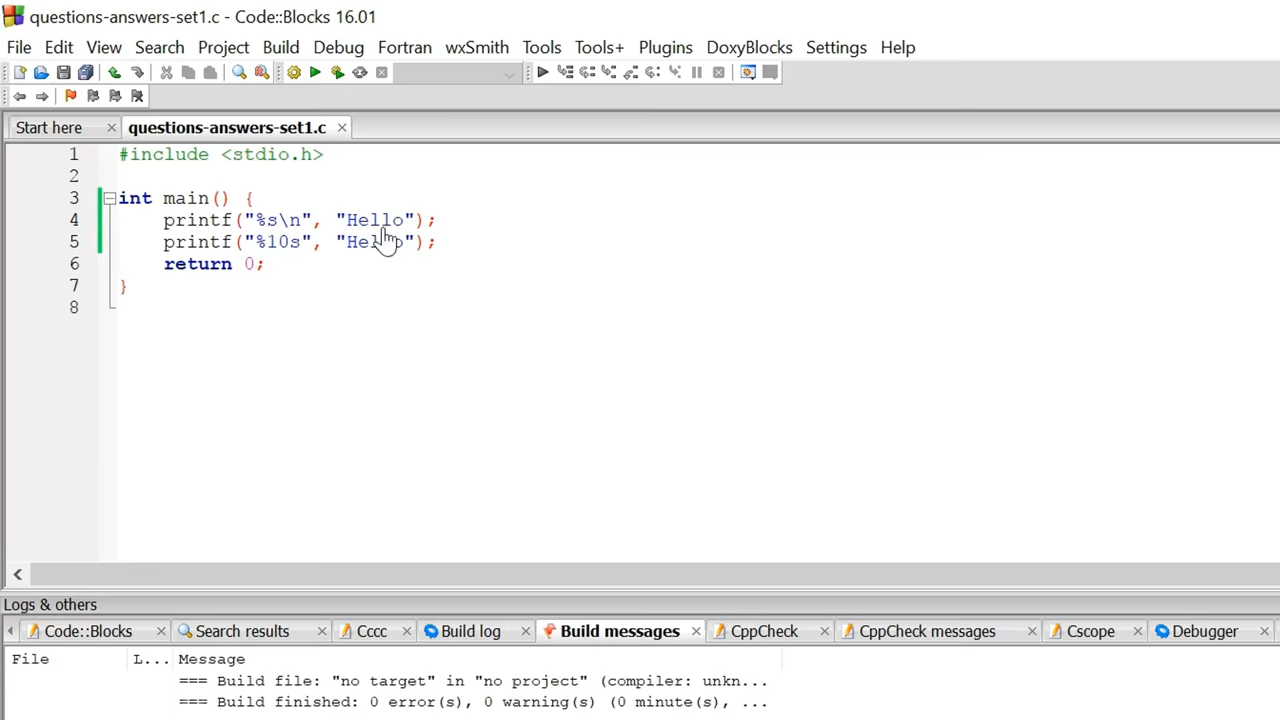 questions-answers-set1.c - Code::Blocks 16.01
File Edit View Search Project Build Debug Fortran wxSmith Tools Tools+ Plugins DoxyBlocks Settings Help
Start here questions-answers-set1.c
1 #include <stdio.h>
2
3 int main() {
4 printf("%s\n", "Hello");
5 printf("%10s", "Hello");
6 return 0;
7 }
8
Logs & others
Code::Blocks Search results Cccc Build log Build messages CppCheck CppCheck messages Cscope Debugger
File L... Message
=== Build file: "no target" in "no project" (compiler: unkn...
=== Build finished: 0 error(s), 0 warning(s) (0 minute(s), ...